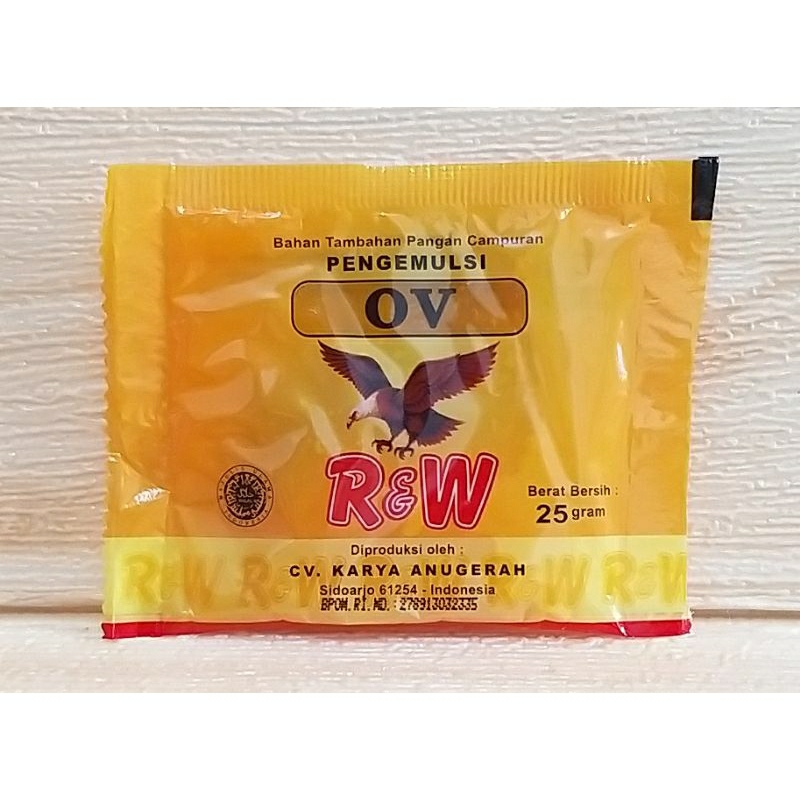 Bahan Tambahan Pangan Campuran
PENGEMULSI
OV
R&W
Berat Bersih :
25 gram
Diproduksi oleh :
CV. KARYA ANUGERAH
Sidoarjo 61254 - Indonesia
BPOM.RI.MD.:278913032335
R&W R&W R&W R&W